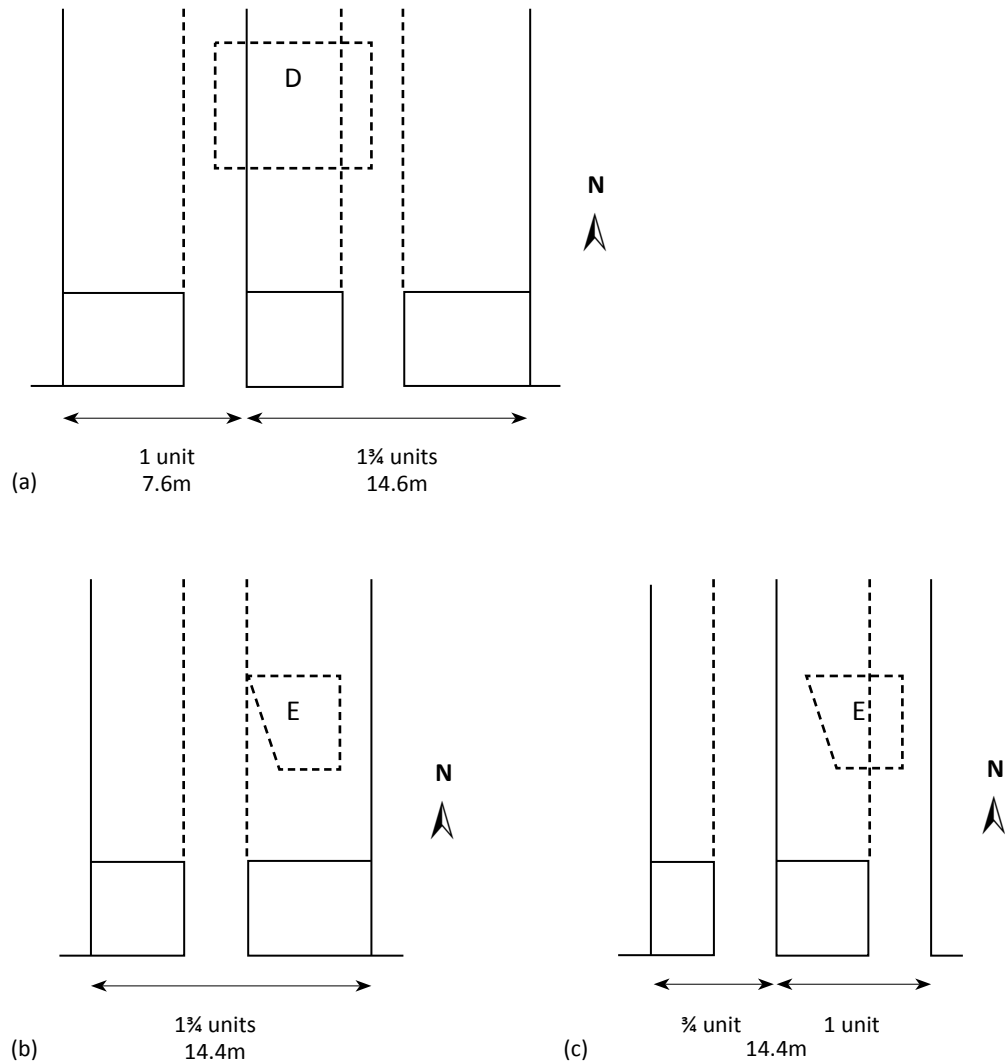 D
N
1 unit
1¾ units
7.6m
14.6m
(a)
E
N
1¾ units
14.4m
(b)
E
N
¾ unit
1 unit
14.4m
(c)